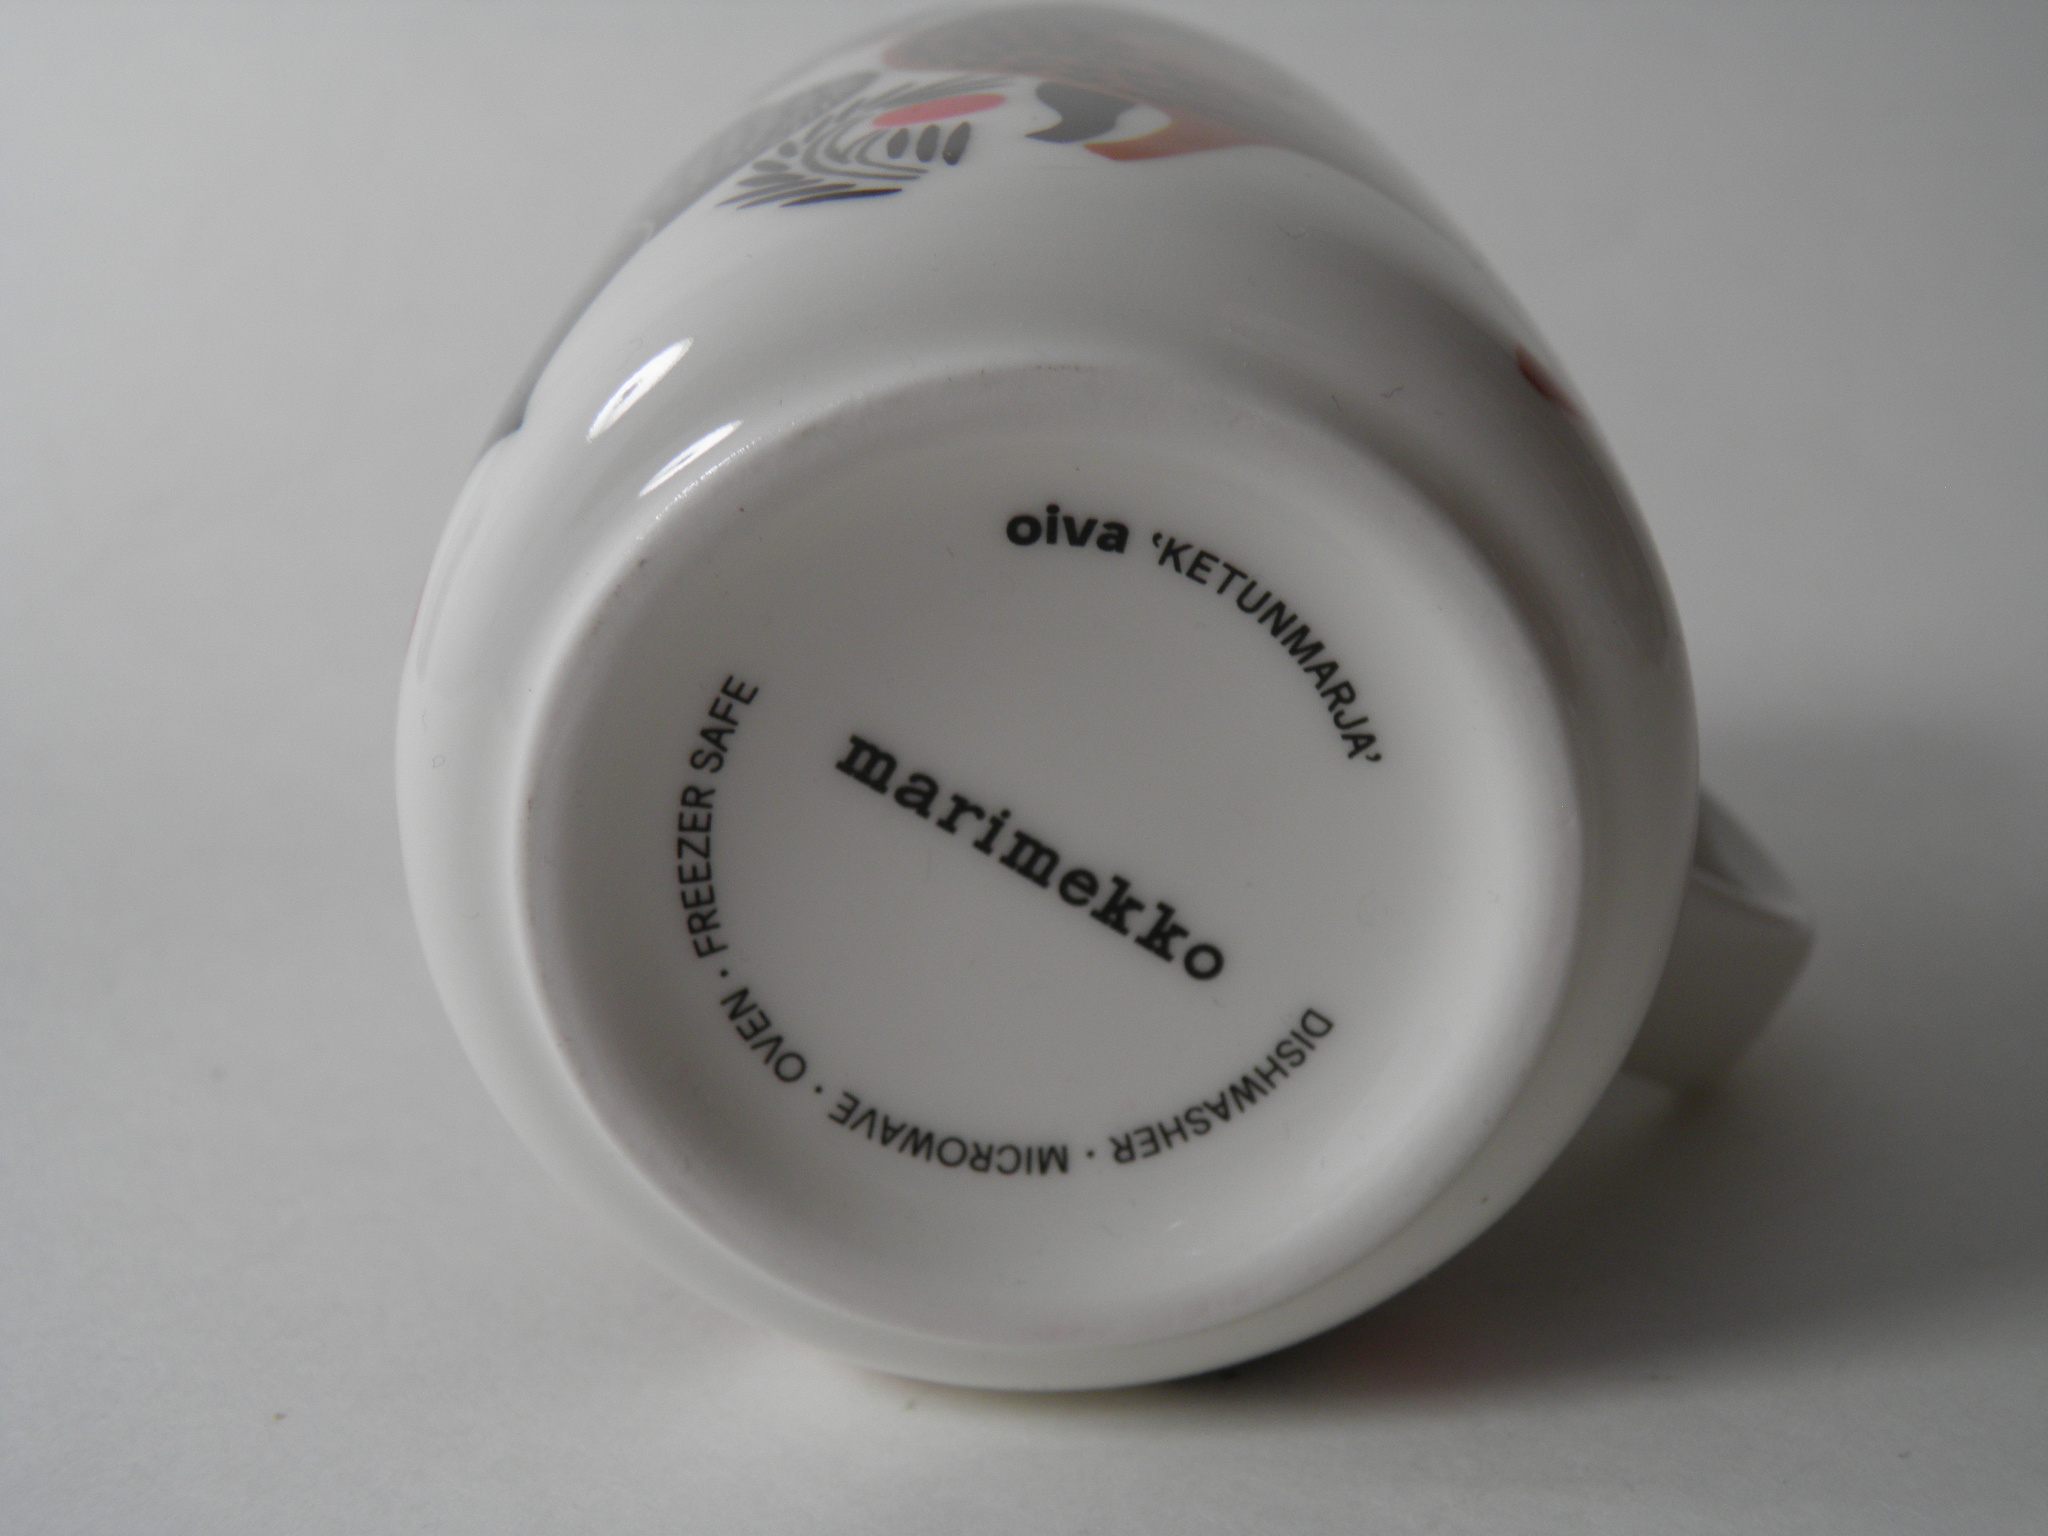 oiva ‘KETUNMARJA’
marimekko
DISHWASHER · MICROWAVE · OVEN · FREEZER SAFE